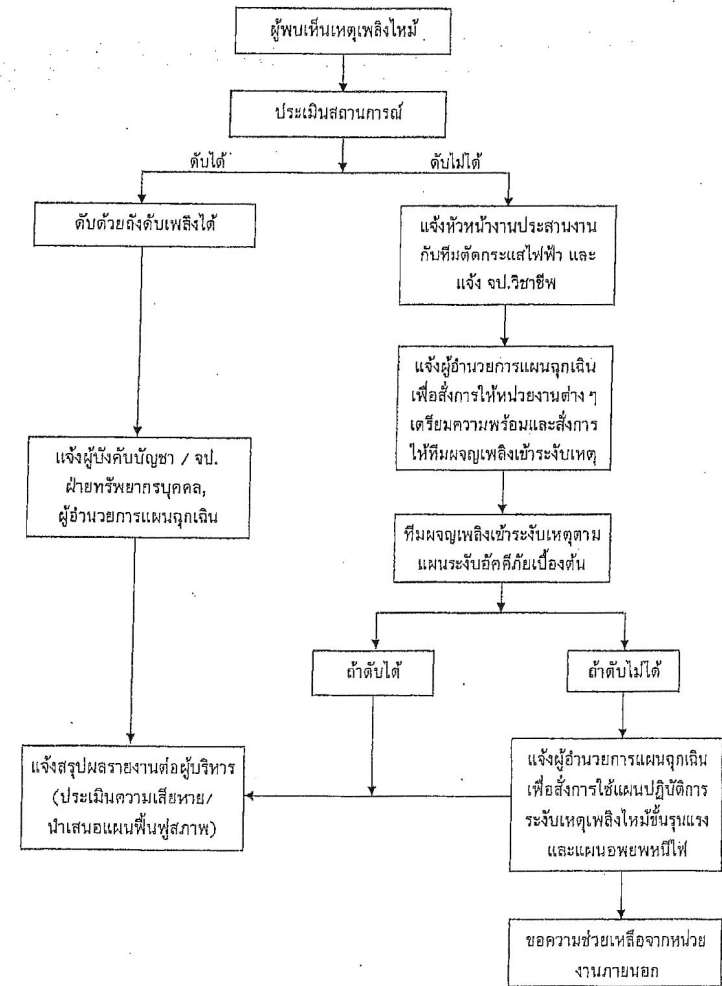 ผู้พบเห็นเหตุเพลิงไหม้
ประเมินสถานการณ์
ดับได้
ดับไม่ได้
ดับด้วยถังดับเพลิงได้
แจ้งหัวหน้างานประสานงาน
กับทีมตัดกระแสไฟฟ้า และ
แจ้ง จป.วิชาชีพ
แจ้งผู้อำนวยการแผนฉุกเฉิน
เพื่อสั่งการให้หน่วยงานต่าง ๆ
เตรียมความพร้อมและสั่งการ
ให้ทีมผจญเพลิงเข้าระงับเหตุ
แจ้งผู้บังคับบัญชา / จป.
ฝ่ายทรัพยากรบุคคล,
ผู้อำนวยการแผนฉุกเฉิน
ทีมผจญเพลิงเข้าระงับเหตุตาม
แผนระงับอัคคีภัยเบื้องต้น
ถ้าดับได้
ถ้าดับไม่ได้
แจ้งสรุปผลรายงานต่อผู้บริหาร
(ประเมินความเสียหาย/
นำเสนอแผนฟื้นฟูสภาพ)
แจ้งผู้อำนวยการแผนฉุกเฉิน
เพื่อสั่งการใช้แผนปฏิบัติการ
ระงับเหตุเพลิงไหม้ขั้นรุนแรง
และแผนอพยพหนีไฟ
ขอความช่วยเหลือจากหน่วย
งานภายนอก